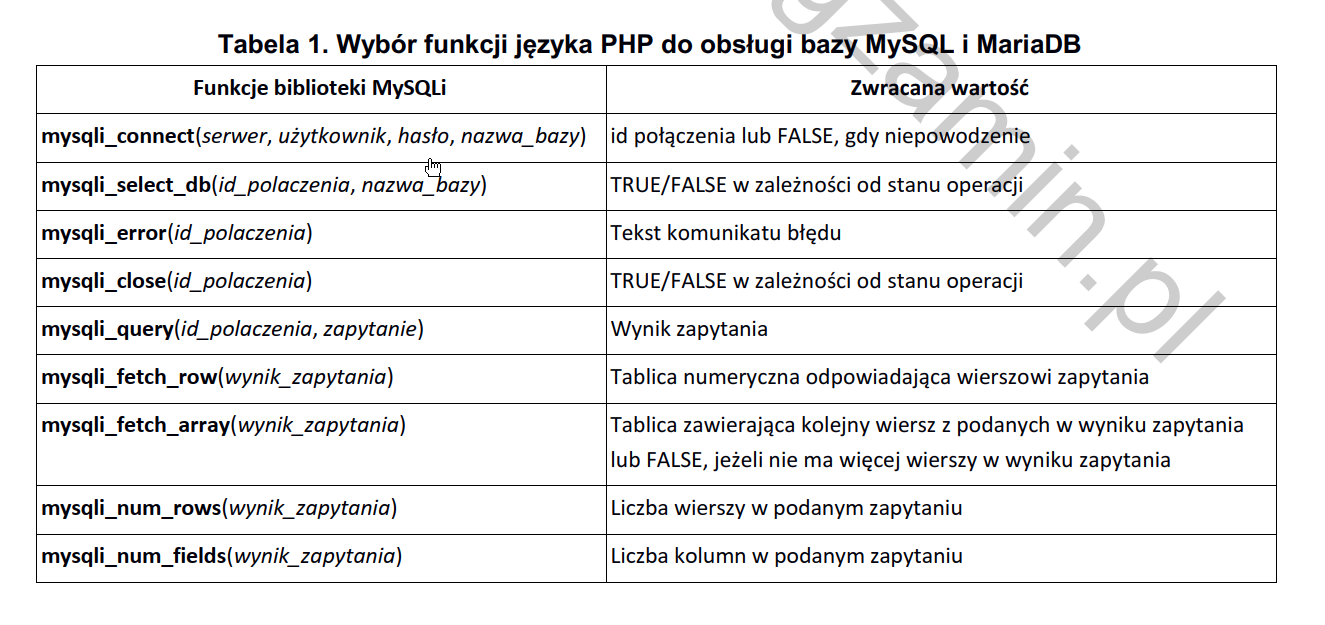 Tabela 1. Wybór funkcji języka PHP do obsługi bazy MySQL i MariaDB
Funkcje biblioteki MySQLi
Zwracana wartość
mysqli_connect(serwer, użytkownik, hasło, nazwa_bazy)
id połączenia lub FALSE, gdy niepowodzenie
mysqli_select_db(id_polaczenia, nazwa_bazy)
TRUE/FALSE w zależności od stanu operacji
mysqli_error(id_polaczenia)
Tekst komunikatu błędu
mysqli_close(id_polaczenia)
TRUE/FALSE w zależności od stanu operacji
mysqli_query(id_polaczenia, zapytanie)
Wynik zapytania
mysqli_fetch_row(wynik_zapytania)
Tablica numeryczna odpowiadająca wierszowi zapytania
mysqli_fetch_array(wynik_zapytania)
Tablica zawierająca kolejny wiersz z podanych w wyniku zapytania
lub FALSE, jeżeli nie ma więcej wierszy w wyniku zapytania
mysqli_num_rows(wynik_zapytania)
Liczba wierszy w podanym zapytaniu
mysqli_num_fields(wynik_zapytania)
Liczba kolumn w podanym zapytaniu